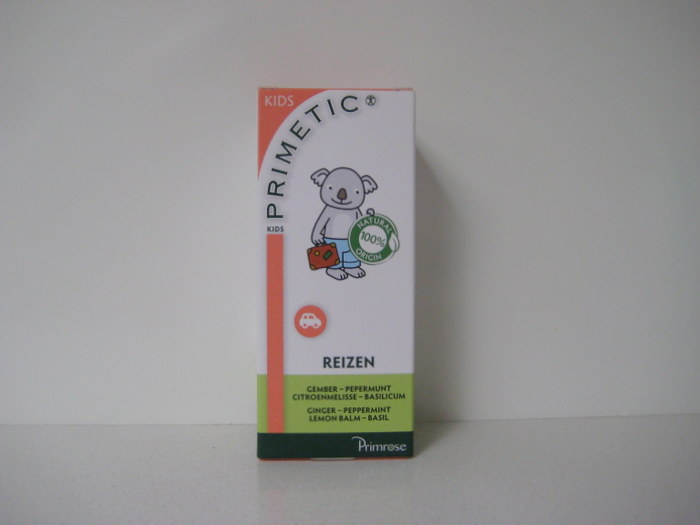 KIDS
PRIMETIC
KIDS
NATURAL
100%
ORIGIN
REIZEN
GEMBER – PEPERMUNT
CITROENMELISSE – BASILICUM
GINGER – PEPPERMINT
LEMON BALM – BASIL
Primrose